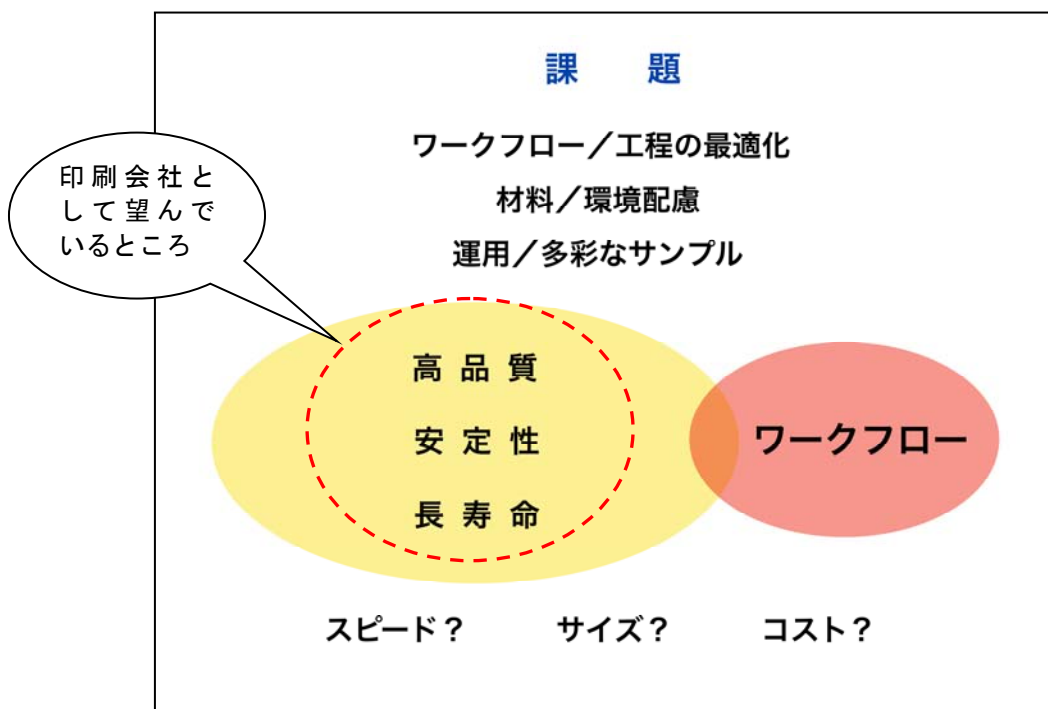 課 題
ワークフロー／工程の最適化
材料／環境配慮
運用／多彩なサンプル
印刷会社と
して望んで
いるところ
高品質
安定性
長寿命
ワークフロー
スピード？ サイズ？ コスト？